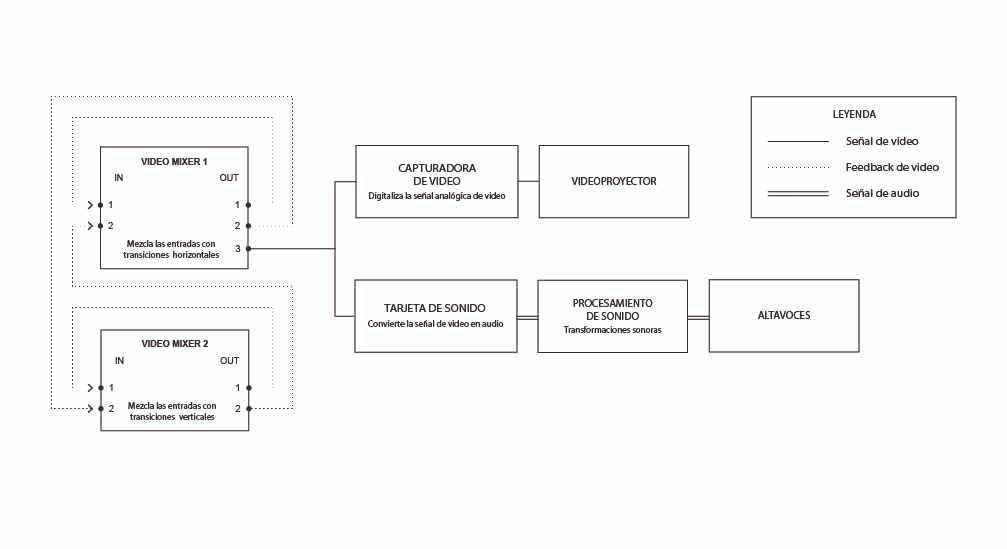 VIDEO MIXER 1
IN OUT
1 1
2 2
3
Mezcla las entradas con
transiciones horizontales
VIDEO MIXER 2
IN OUT
1 1
2 2
Mezcla las entradas con
transiciones verticales
CAPTURADORA
DE VIDEO
Digitaliza la señal analógica de video
VIDEOPROYECTOR
TARJETA DE SONIDO
Convierte la señal de video en audio
PROCESAMIENTO
DE SONIDO
Transformaciones sonoras
ALTAVOCES
LEYENDA
Señal de video
Feedback de video
Señal de audio